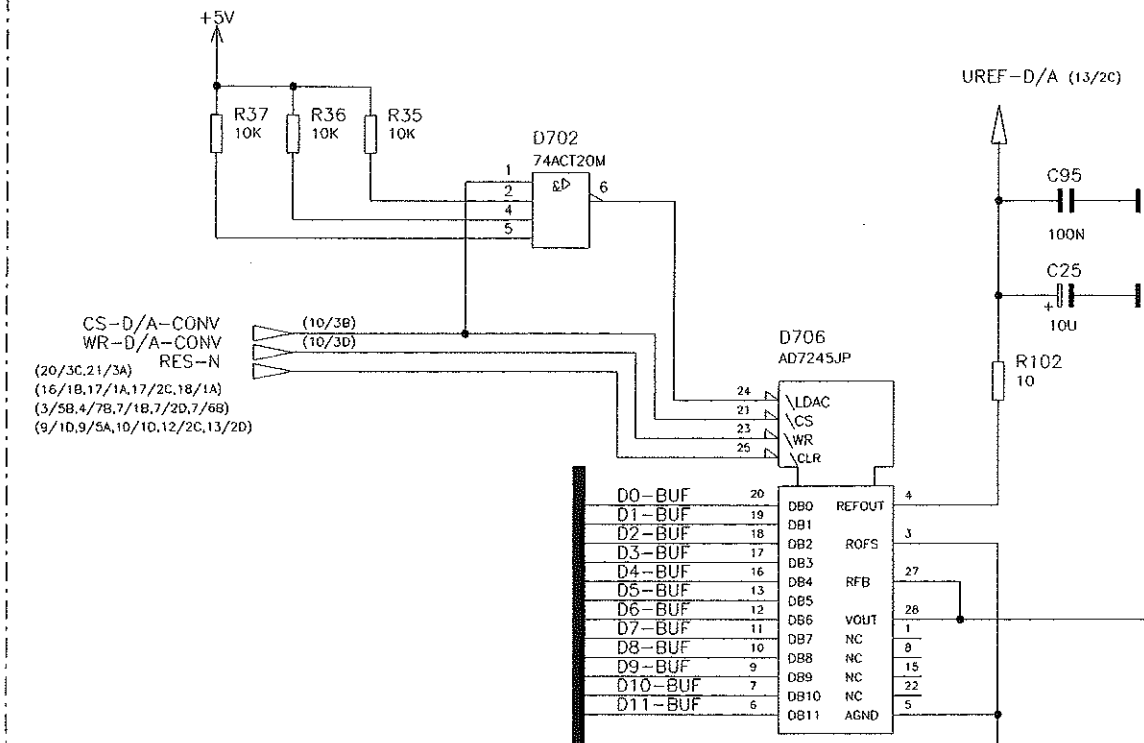 +5V
UREF-D/A (13/2C)
R37
10K
R36
10K
R35
10K
D702
74ACT20M
&
1
2
4
5
6
C95
100N
C25
+
10U
R102
10
CS-D/A-CONV
(10/3B)
WR-D/A-CONV
(10/3D)
RES-N
(20/3C,21/3A)
(16/1B,17/1A,17/2C,18/1A)
(3/5B,4/7B,7/1B,7/2D,7/6B)
(9/1D,9/5A,10/1D,12/2C,13/2D)
D706
AD7245JP
24 \LDAC
21 \CS
23 \WR
25 \CLR
D0-BUF 20 DB0 REFOUT 4
D1-BUF 19 DB1
D2-BUF 18 DB2 ROFS 3
D3-BUF 17 DB3
D4-BUF 16 DB4 RFB 27
D5-BUF 13 DB5
D6-BUF 12 DB6 VOUT 28
D7-BUF 11 DB7 NC 1
D8-BUF 10 DB8 NC 8
D9-BUF 9 DB9 NC 15
D10-BUF 7 DB10 NC 22
D11-BUF 6 DB11 AGND 5